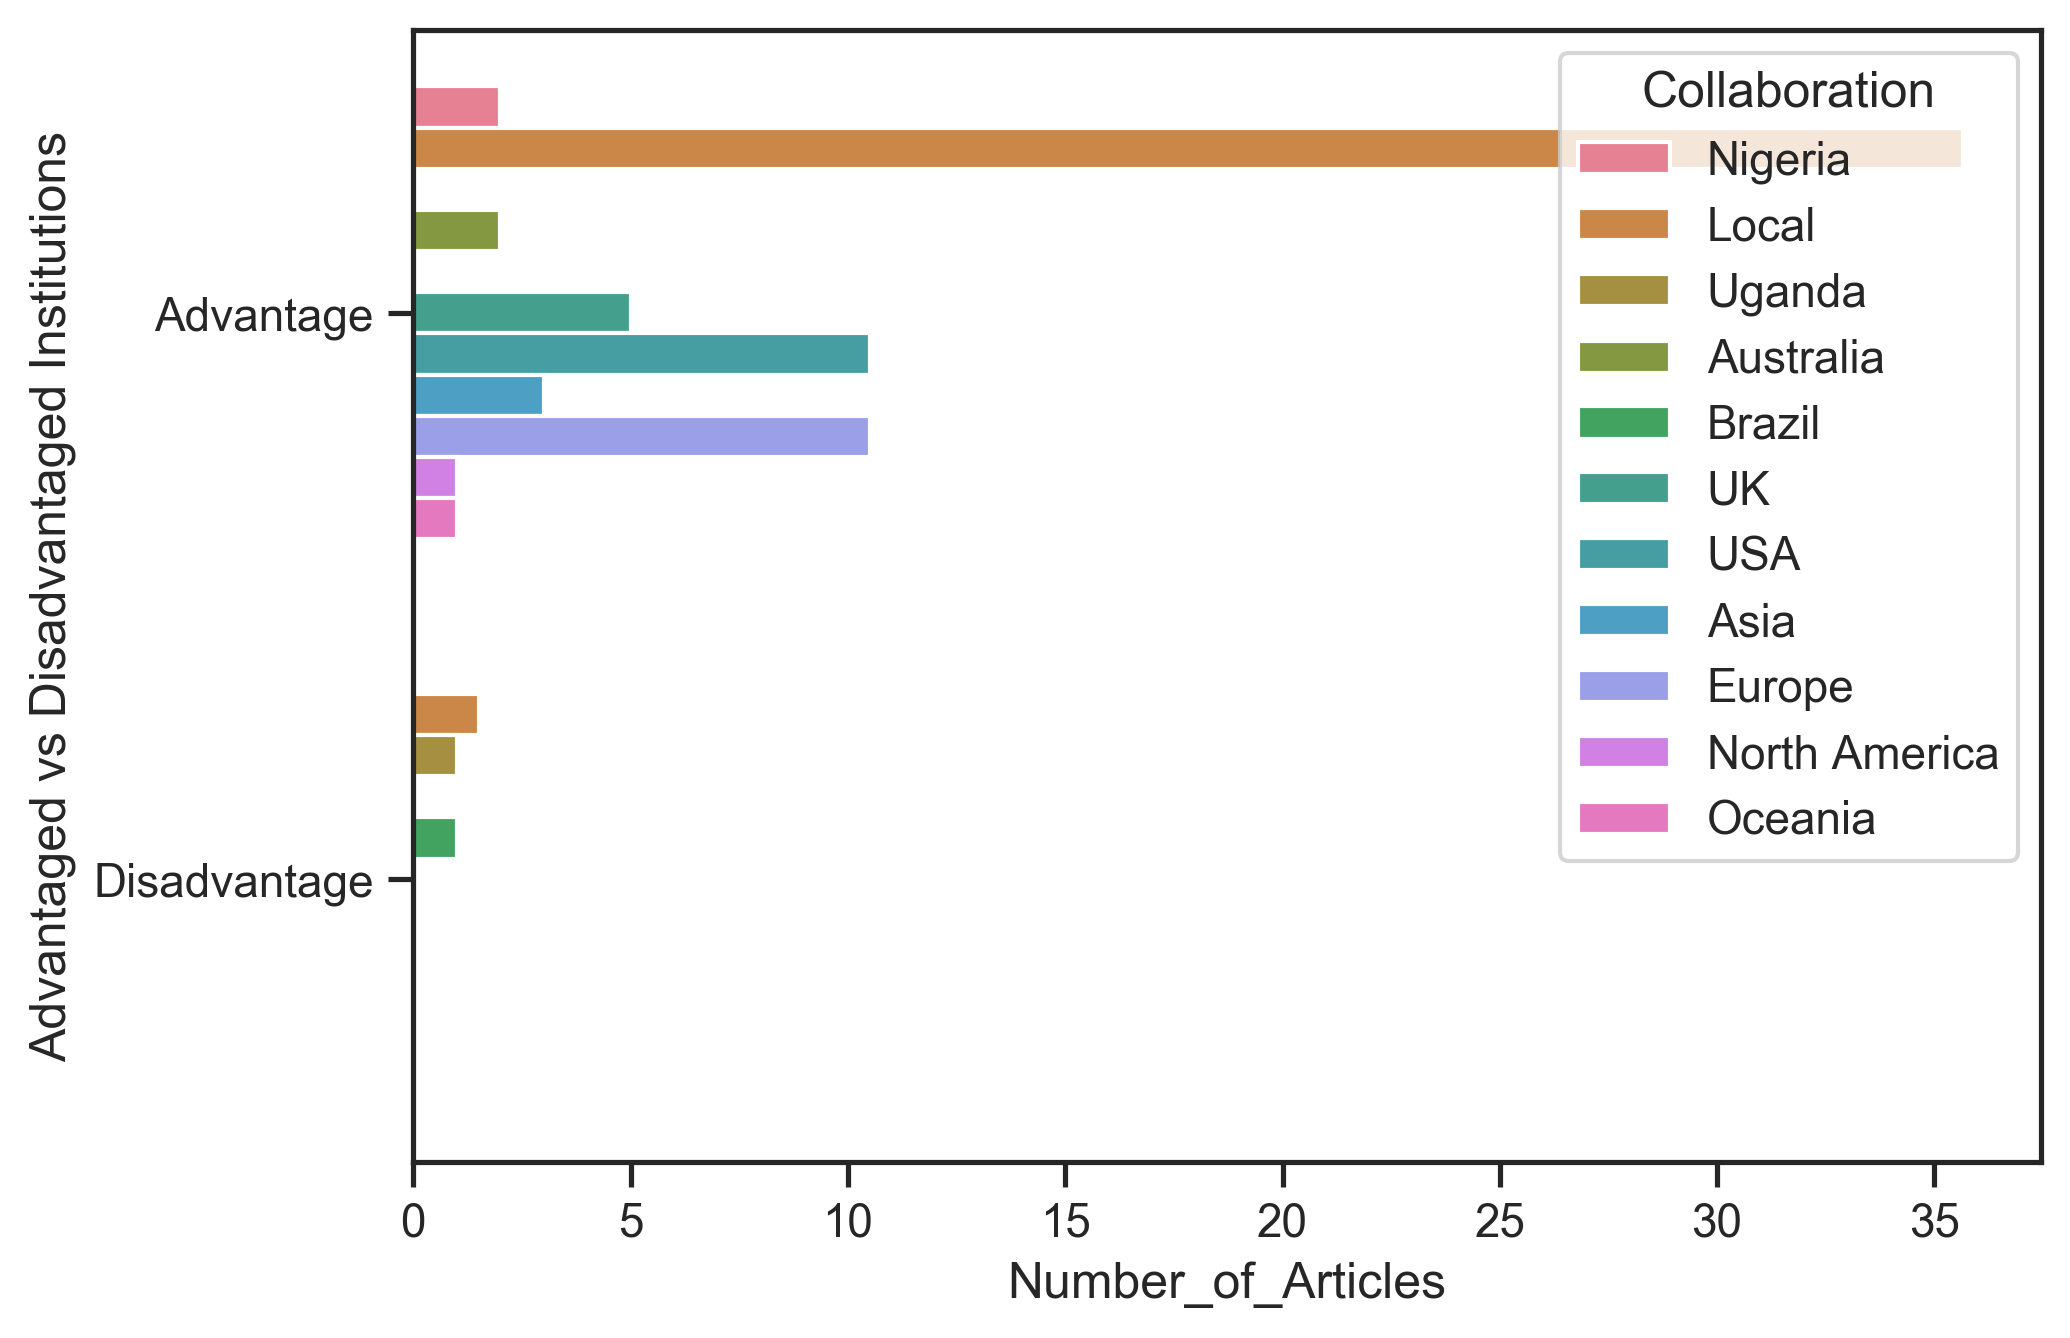 Advantaged vs Disadvantaged Institutions
Advantage
Disadvantage
Collaboration
Nigeria
Local
Uganda
Australia
Brazil
UK
USA
Asia
Europe
North America
Oceania
0 5 10 15 20 25 30 35
Number_of_Articles